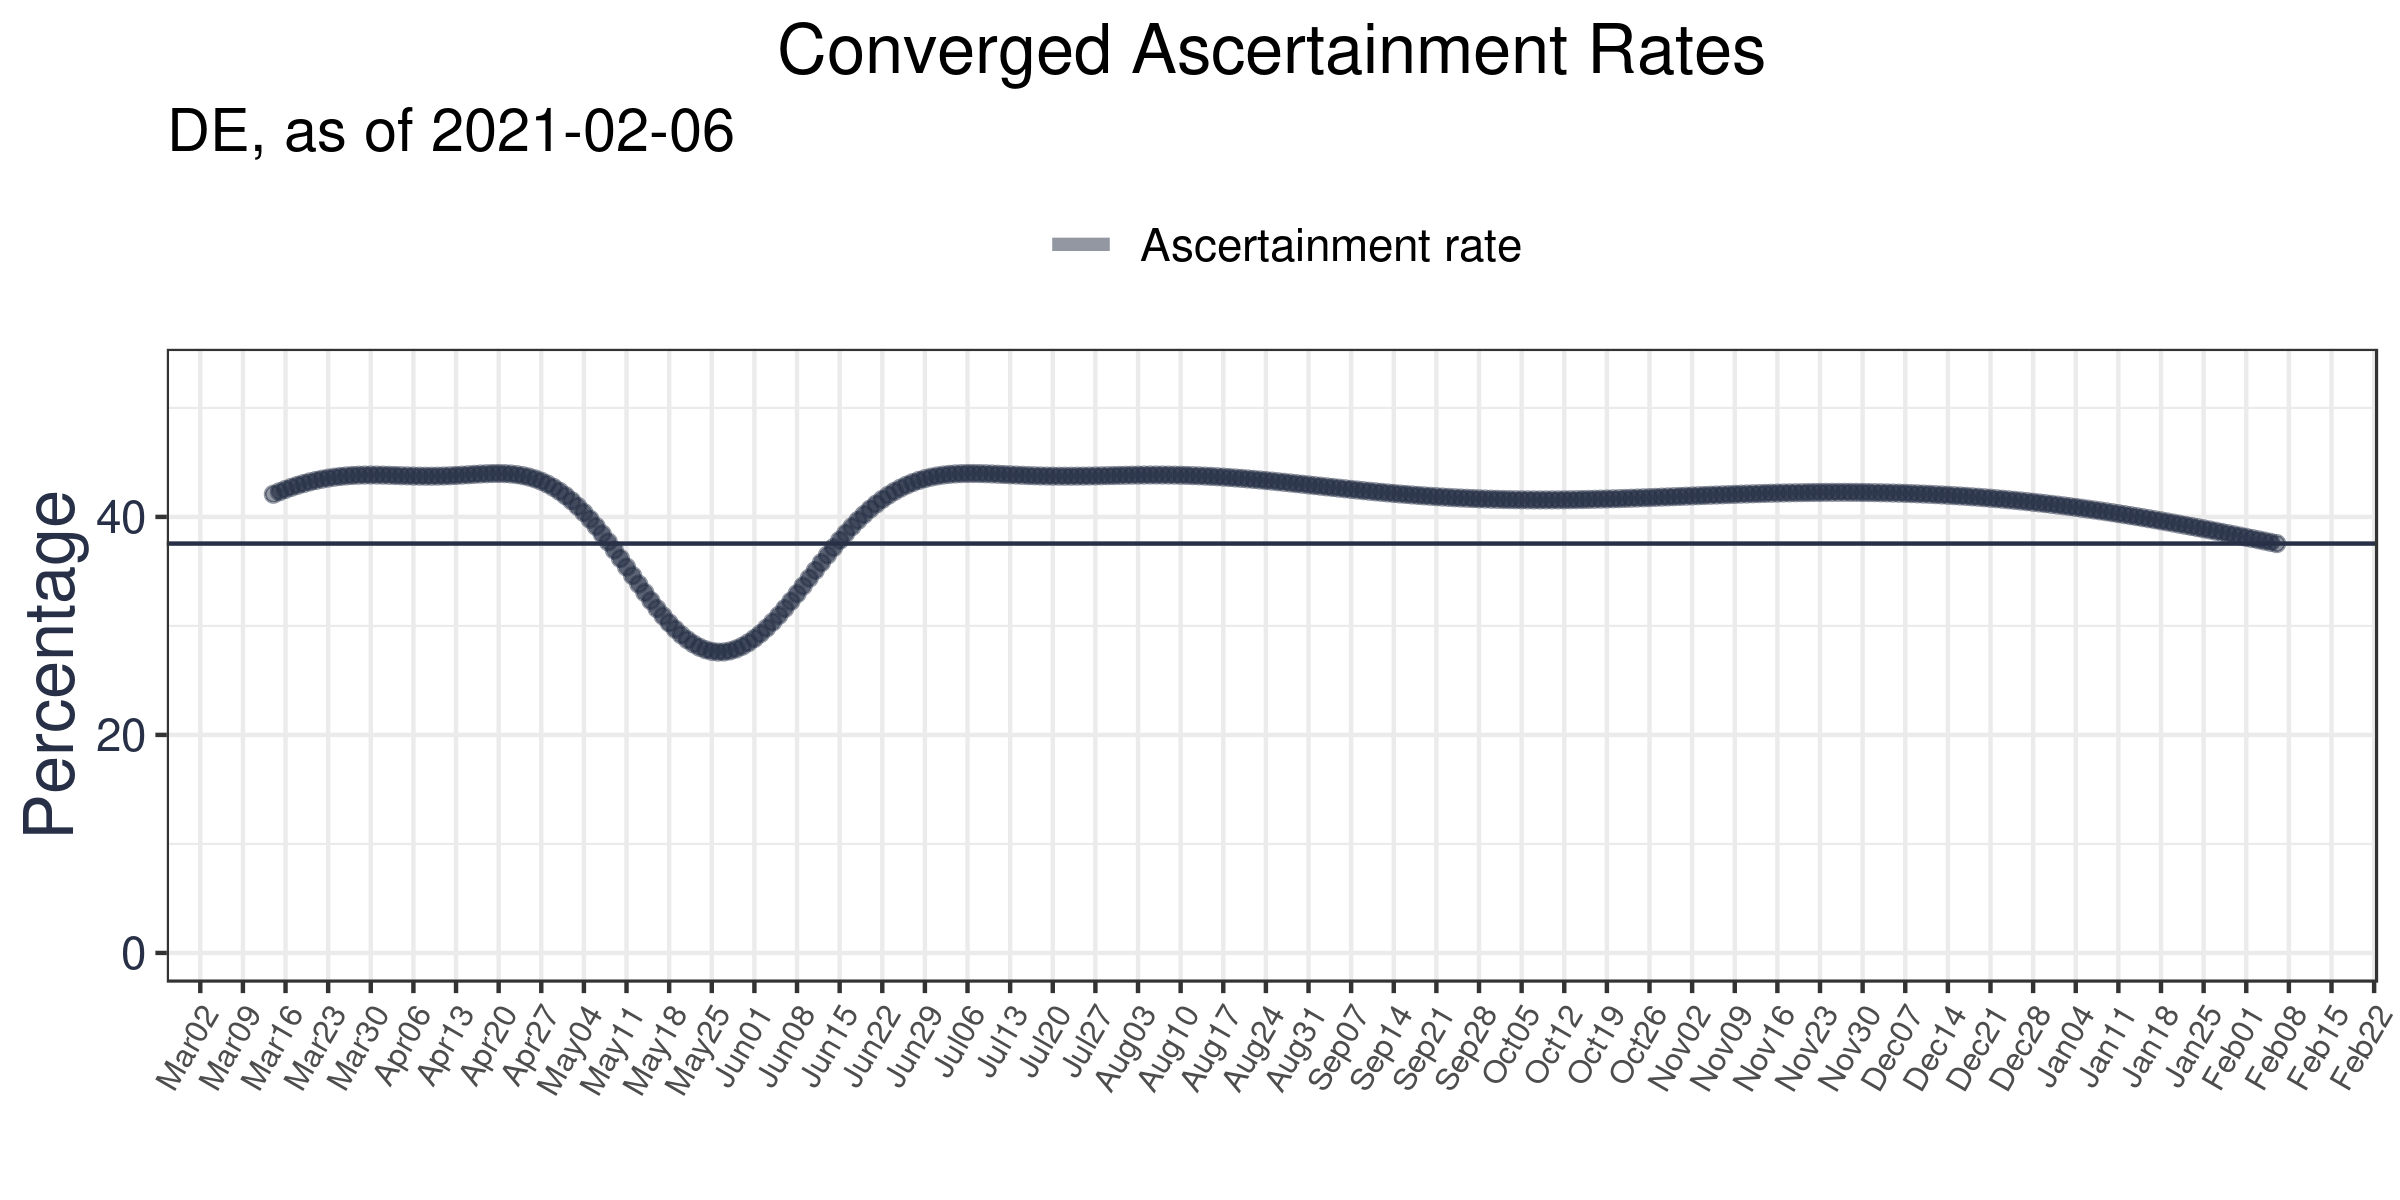 Converged Ascertainment Rates
DE, as of 2021-02-06
Ascertainment rate
Percentage
40
20
0
Mar02
Mar09
Mar16
Mar23
Mar30
Apr06
Apr13
Apr20
Apr27
May04
May11
May18
May25
Jun01
Jun08
Jun15
Jun22
Jun29
Jul06
Jul13
Jul20
Jul27
Aug03
Aug10
Aug17
Aug24
Aug31
Sep07
Sep14
Sep21
Sep28
Oct05
Oct12
Oct19
Oct26
Nov02
Nov09
Nov16
Nov23
Nov30
Dec07
Dec14
Dec21
Dec28
Jan04
Jan11
Jan18
Jan25
Feb01
Feb08
Feb15
Feb22